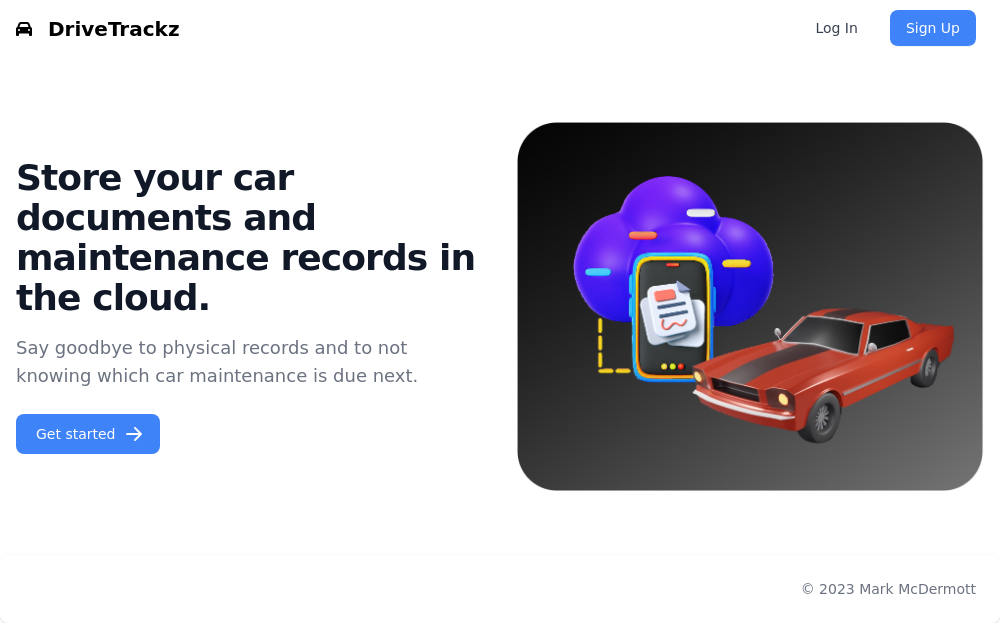 DriveTrackz
Log In
Sign Up
Store your car
documents and
maintenance records in
the cloud.
Say goodbye to physical records and to not
knowing which car maintenance is due next.
Get started
© 2023 Mark McDermott